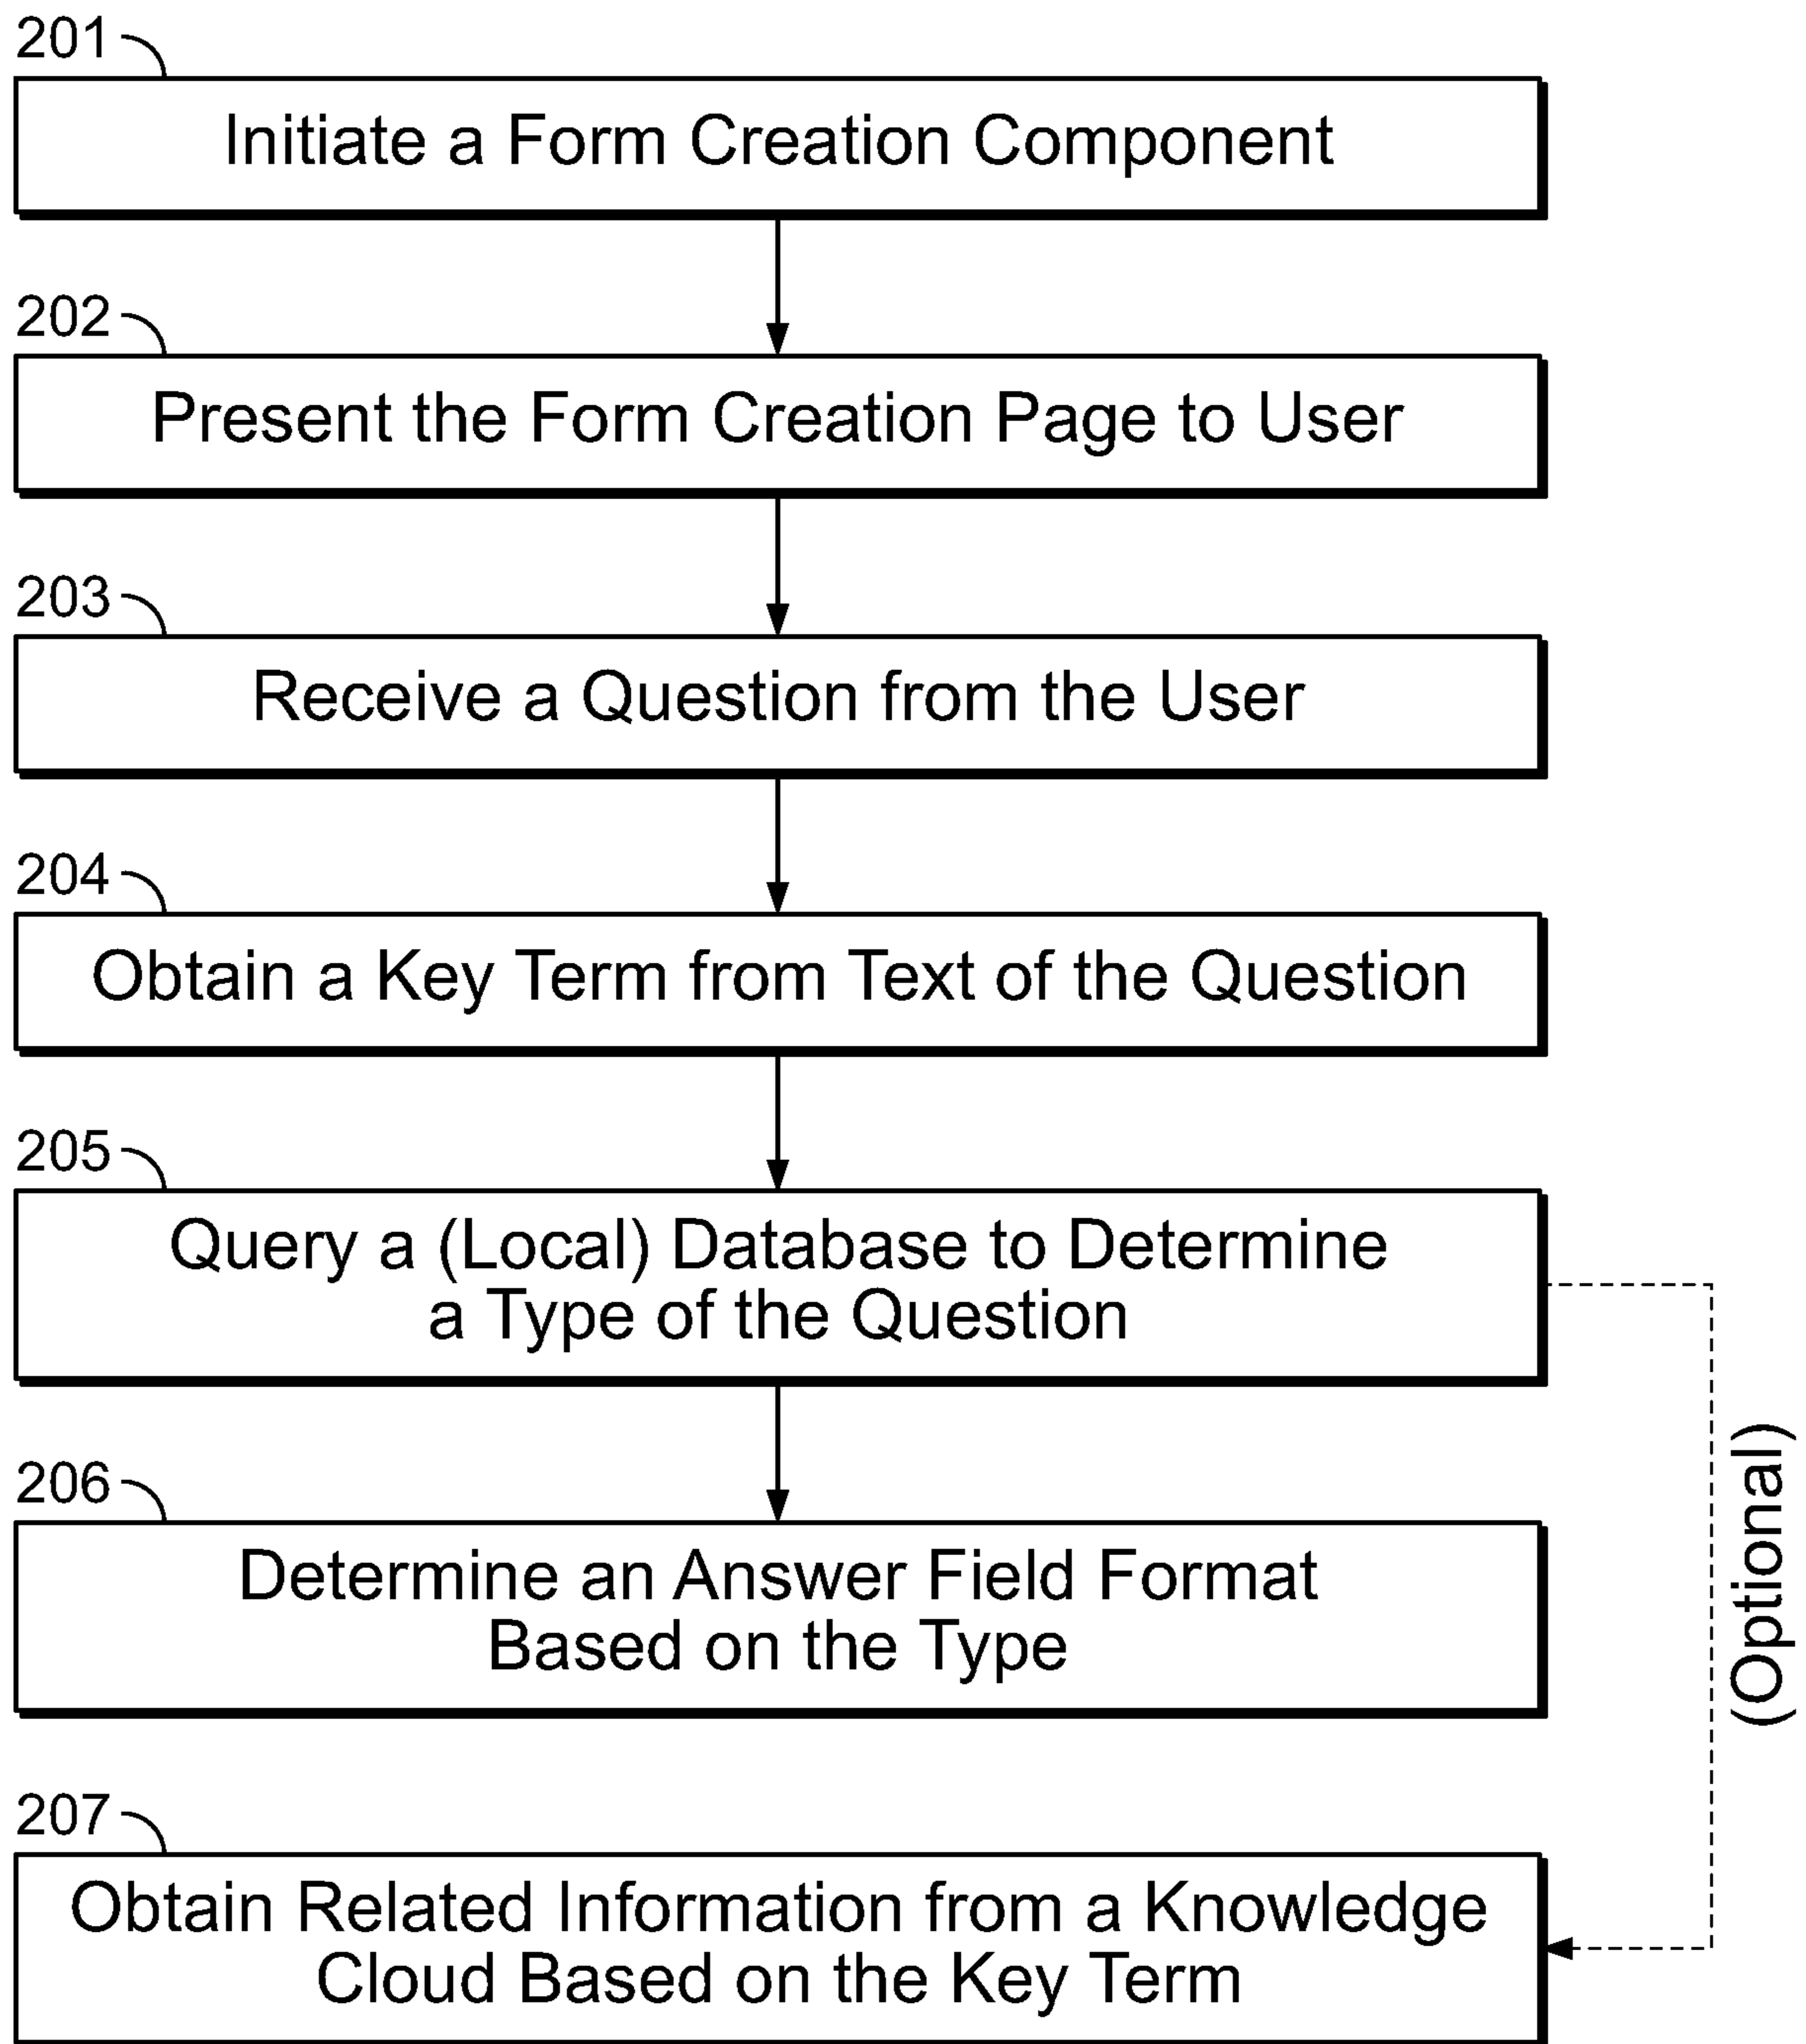 201
Initiate a Form Creation Component
202
Present the Form Creation Page to User
203
Receive a Question from the User
204
Obtain a Key Term from Text of the Question
205
Query a (Local) Database to Determine
a Type of the Question
206
Determine an Answer Field Format
Based on the Type
(Optional)
207
Obtain Related Information from a Knowledge
Cloud Based on the Key Term